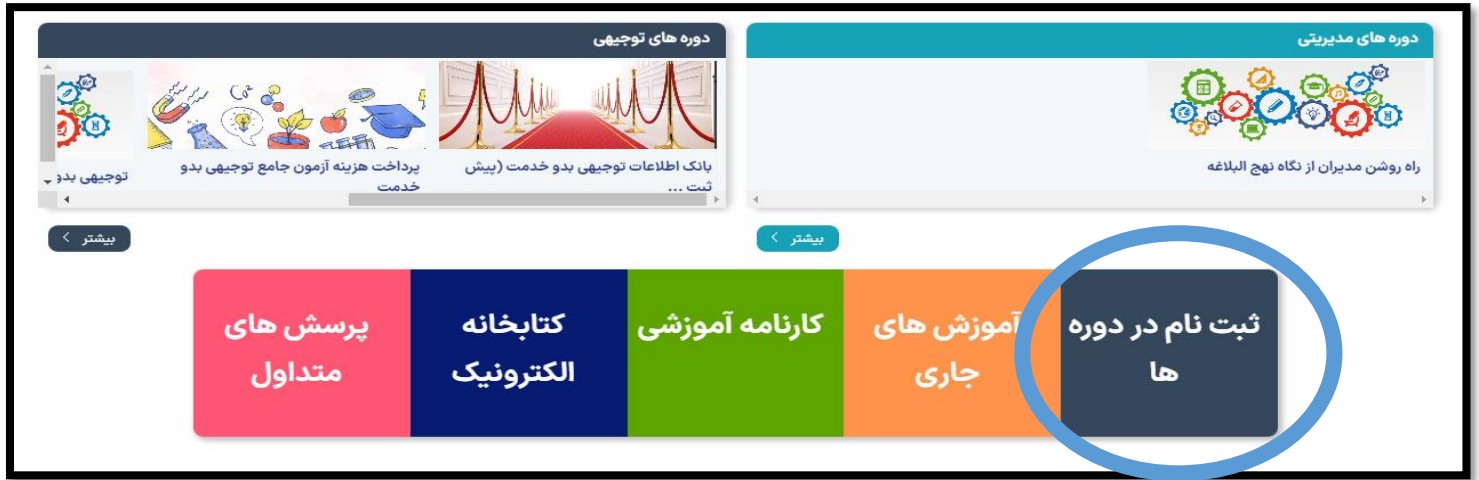 دوره های مدیریتی
راه روشن مدیران از نگاه نهج البلاغه
بیشتر
دوره های توجیهی
بانک اطلاعات توجیهی بدو خدمت (پیش
ثبت ...
پرداخت هزینه آزمون جامع توجیهی بدو
خدمت
توجیهی بدو
بیشتر
ثبت نام در دوره
ها
آموزش های
جاری
کارنامه آموزشی
کتابخانه
الکترونیک
پرسش های
متداول